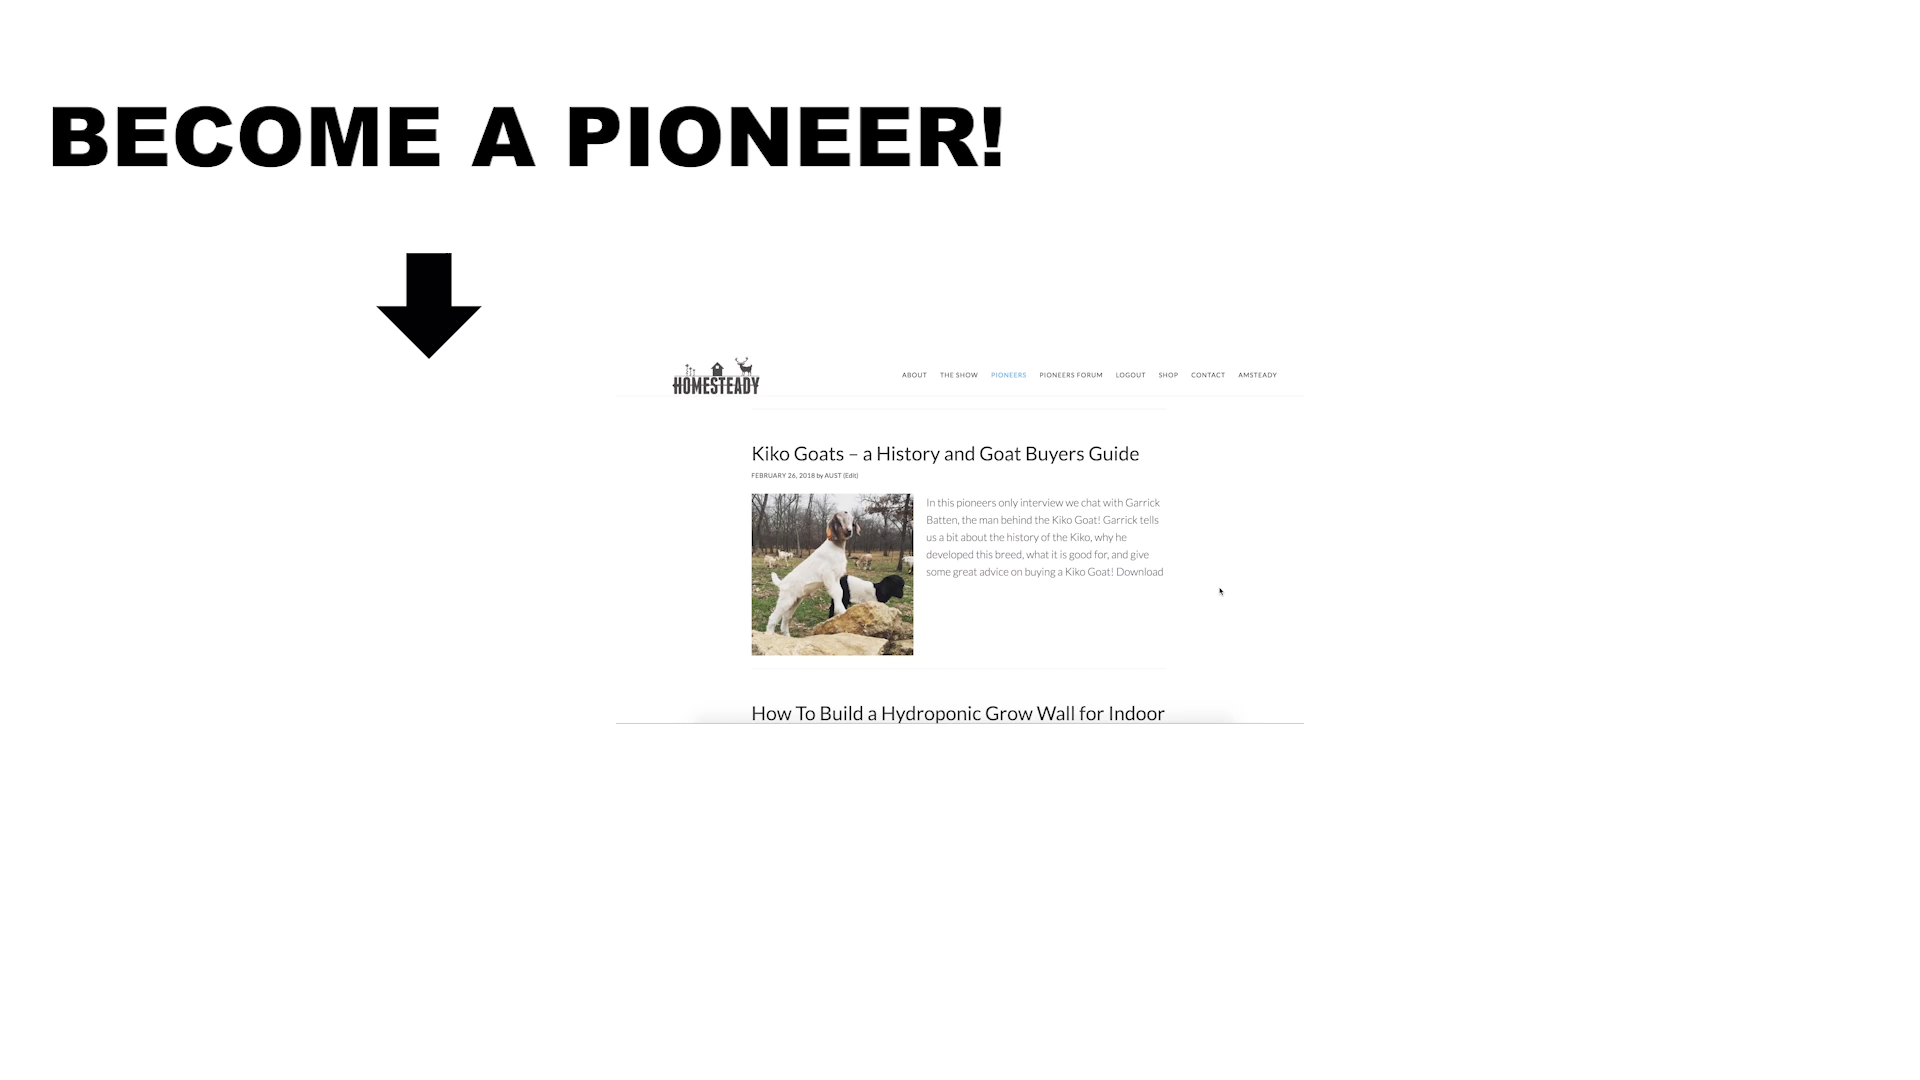 BECOME A PIONEER!
HOMESTEADY
ABOUT THE SHOW PIONEERS PIONEERS FORUM LOGOUT SHOP CONTACT AMSTEADY
Kiko Goats – a History and Goat Buyers Guide
FEBRUARY 26, 2018 by AUST (Edit)
In this pioneers only interview we chat with Garrick
Batten, the man behind the Kiko Goat! Garrick tells
us a bit about the history of the Kiko, why he
developed this breed, what it is good for, and give
some great advice on buying a Kiko Goat! Download
How To Build a Hydroponic Grow Wall for Indoor